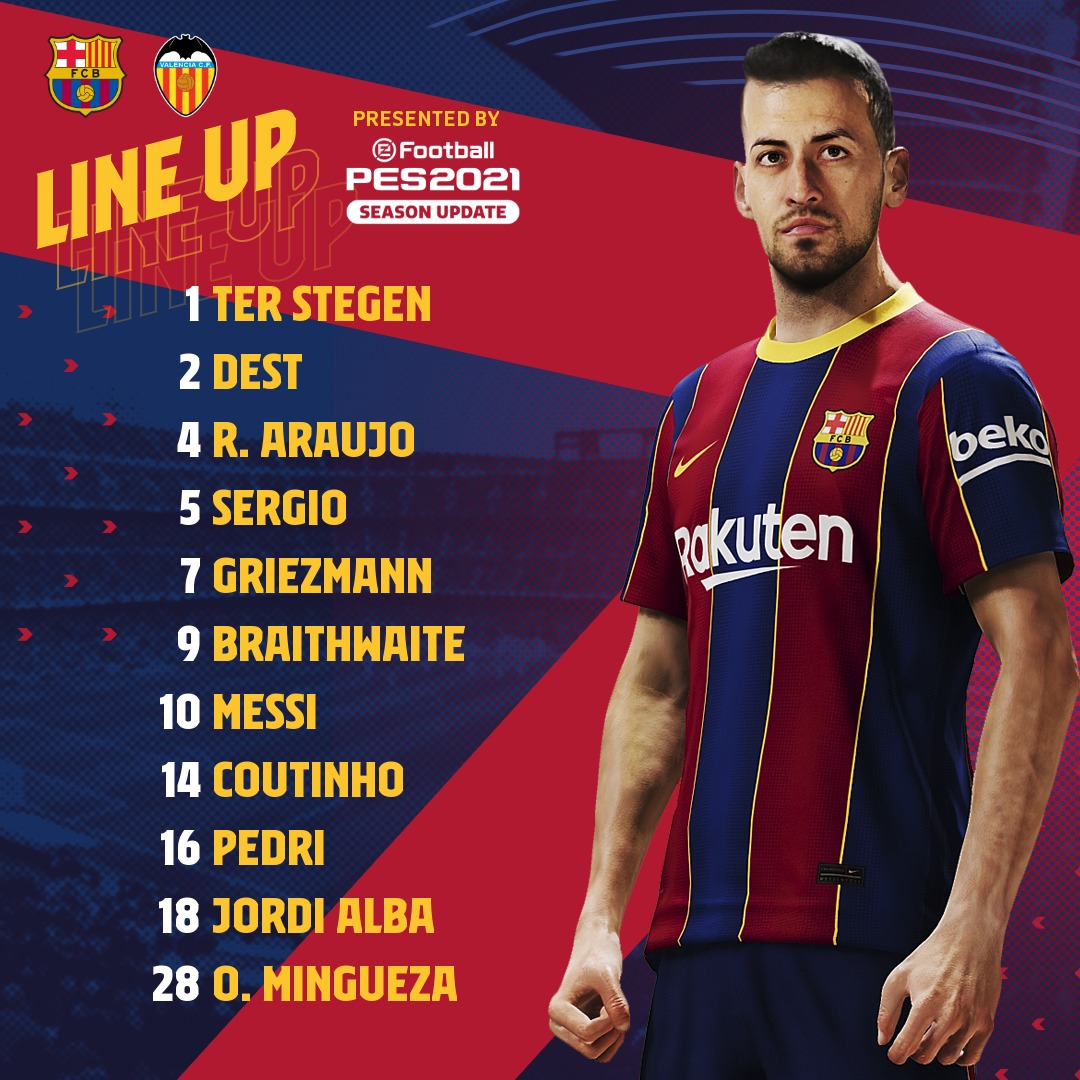 FCB
VALENCIA C.F.
LINE UP
LINE UP
LINE UP
PRESENTED BY
eFootball
PES2021
SEASON UPDATE
1 TER STEGEN
2 DEST
4 R. ARAUJO
5 SERGIO
7 GRIEZMANN
9 BRAITHWAITE
10 MESSI
14 COUTINHO
16 PEDRI
18 JORDI ALBA
28 O. MINGUEZA
FCB
beko
Rakuten